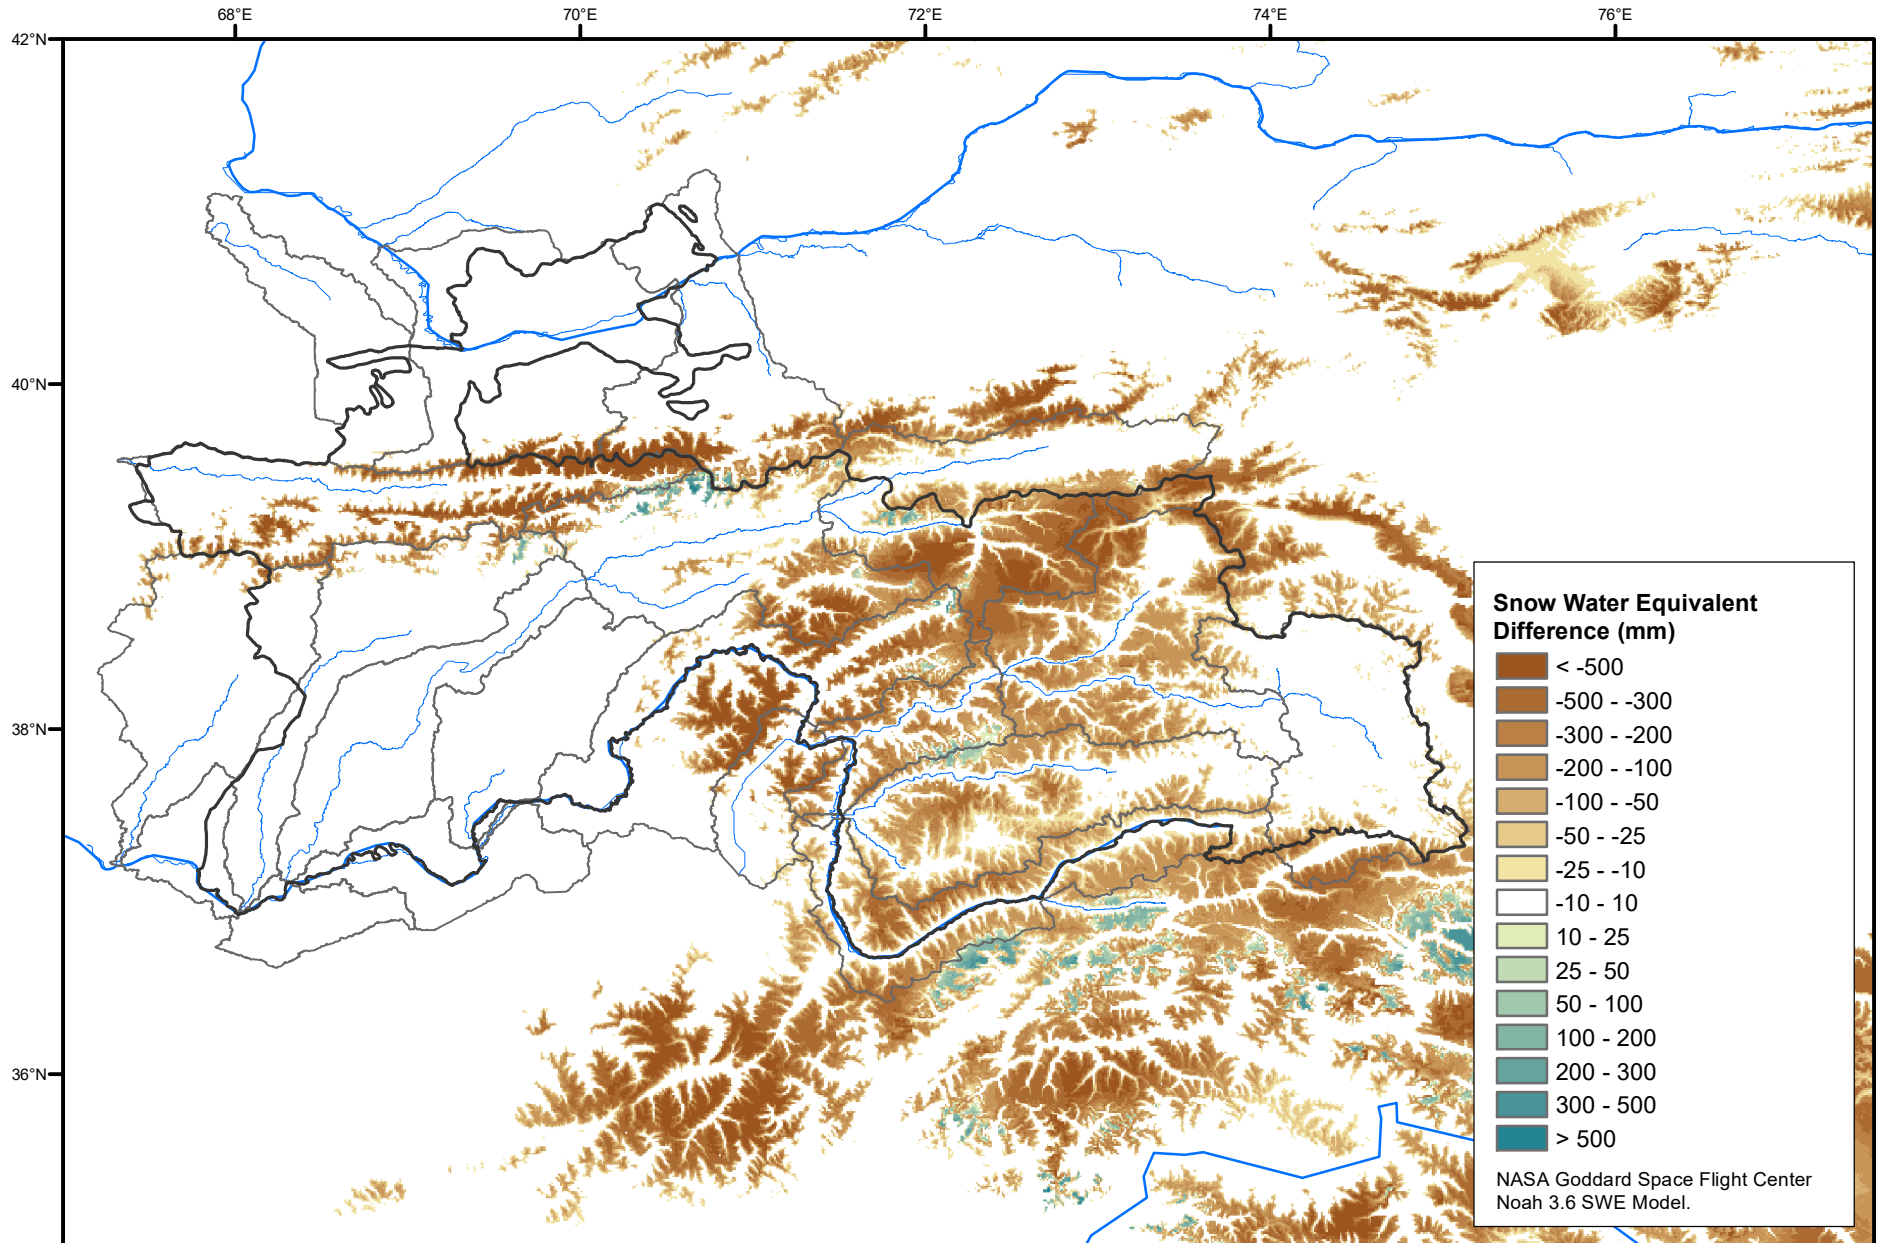 68°E 70°E 72°E 74°E 76°E
42°N
40°N
38°N
36°N
Snow Water Equivalent
Difference (mm)
< -500
-500 - -300
-300 - -200
-200 - -100
-100 - -50
-50 - -25
-25 - -10
-10 - 10
10 - 25
25 - 50
50 - 100
100 - 200
200 - 300
300 - 500
> 500
NASA Goddard Space Flight Center
Noah 3.6 SWE Model.